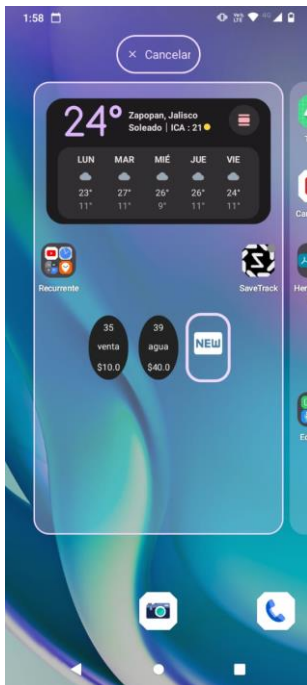 1:58
× Cancelar
24° Zapopan, Jalisco
Soleado | ICA : 21
LUN MAR MIÉ JUE VIE
23° 27° 26° 26° 24°
11° 11° 9° 11° 11°
Recurrente
SaveTrack
35
venta
$10.0
39
agua
$40.0
NEW